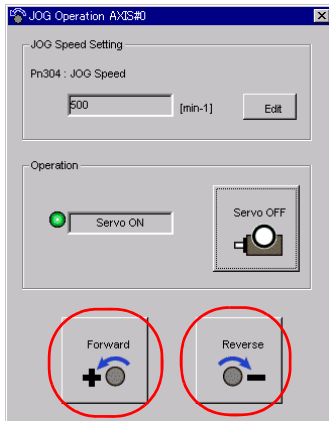 JOG Operation AXIS#0
JOG Speed Setting
Pn304 : JOG Speed
500 [min-1] Edit
Operation
Servo ON
Servo OFF
Forward Reverse